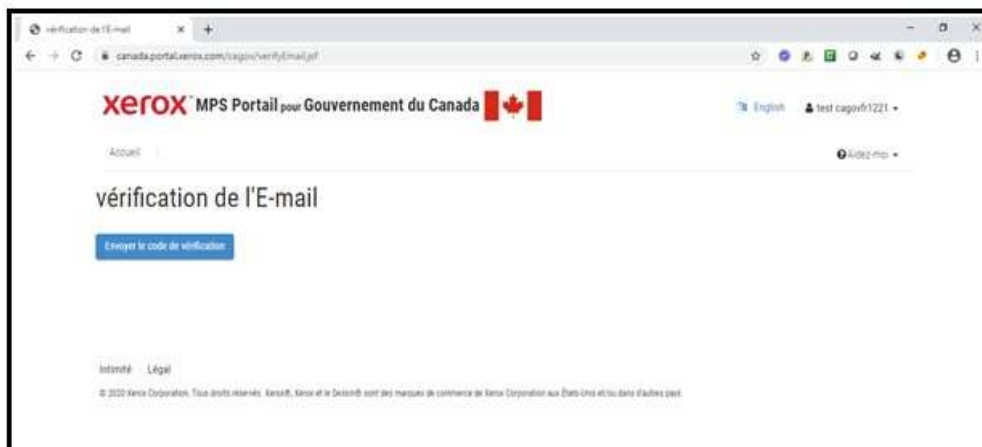 vérification de l'E-mail
canada.portal.xerox.com/cagov/verifyEmail.jsf
xerox™ MPS Portail pour Gouvernement du Canada
English
test cagovfr1221
Accueil
Aidez-moi
vérification de l'E-mail
Envoyer le code de vérification
Intimité Légal
© 2020 Xerox Corporation. Tous droits réservés. Xerox®, Xerox et le Dessin® sont des marques de commerce de Xerox Corporation aux États-Unis et/ou dans d'autres pays.